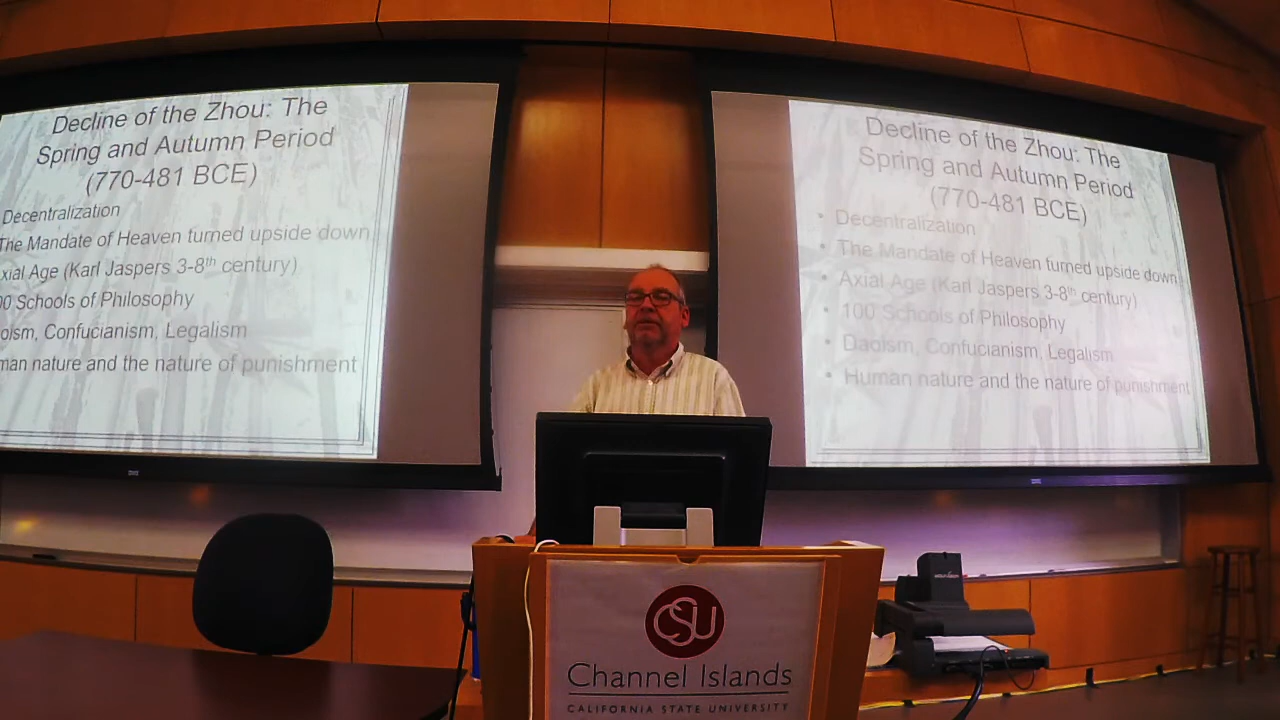 Decline of the Zhou: The
Spring and Autumn Period
(770-481 BCE)
Decentralization
The Mandate of Heaven turned upside down
xial Age (Karl Jaspers 3-8th century)
00 Schools of Philosophy
oism, Confucianism, Legalism
man nature and the nature of punishment
Decline of the Zhou: The
Spring and Autumn Period
(770-481 BCE)
• Decentralization
• The Mandate of Heaven turned upside down
• Axial Age (Karl Jaspers 3-8th century)
• 100 Schools of Philosophy
• Daoism, Confucianism, Legalism
• Human nature and the nature of punishment
CSU
Channel Islands
CALIFORNIA STATE UNIVERSITY